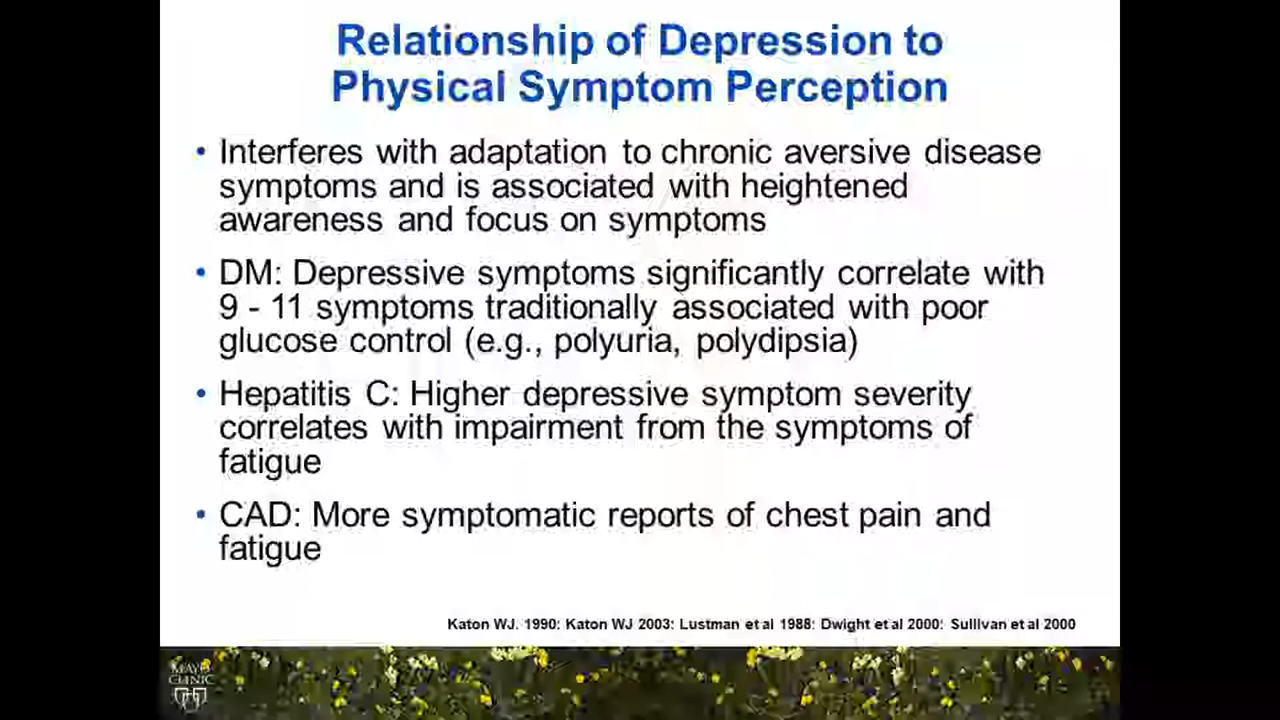 Relationship of Depression to
Physical Symptom Perception
• Interferes with adaptation to chronic aversive disease
symptoms and is associated with heightened
awareness and focus on symptoms
• DM: Depressive symptoms significantly correlate with
9 - 11 symptoms traditionally associated with poor
glucose control (e.g., polyuria, polydipsia)
• Hepatitis C: Higher depressive symptom severity
correlates with impairment from the symptoms of
fatigue
• CAD: More symptomatic reports of chest pain and
fatigue
Katon WJ. 1990: Katon WJ 2003: Lustman et al 1988: Dwight et al 2000: Sullivan et al 2000
MAYO
CLINIC